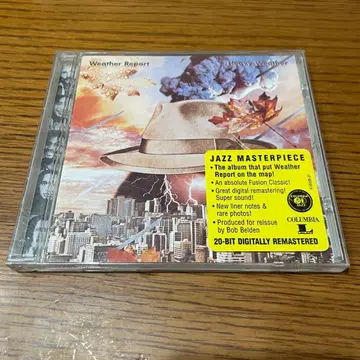 Weather Report
Heavy Weather
JAZZ MASTERPIECE
• The album that put Weather
Report on the map!
• An absolute Fusion Classic!
• Great digital remastering!
Super sound!
• New liner notes &
rare photos!
• Produced for reissue
by Bob Belden
20-BIT DIGITALLY REMASTERED
COLUMBIA